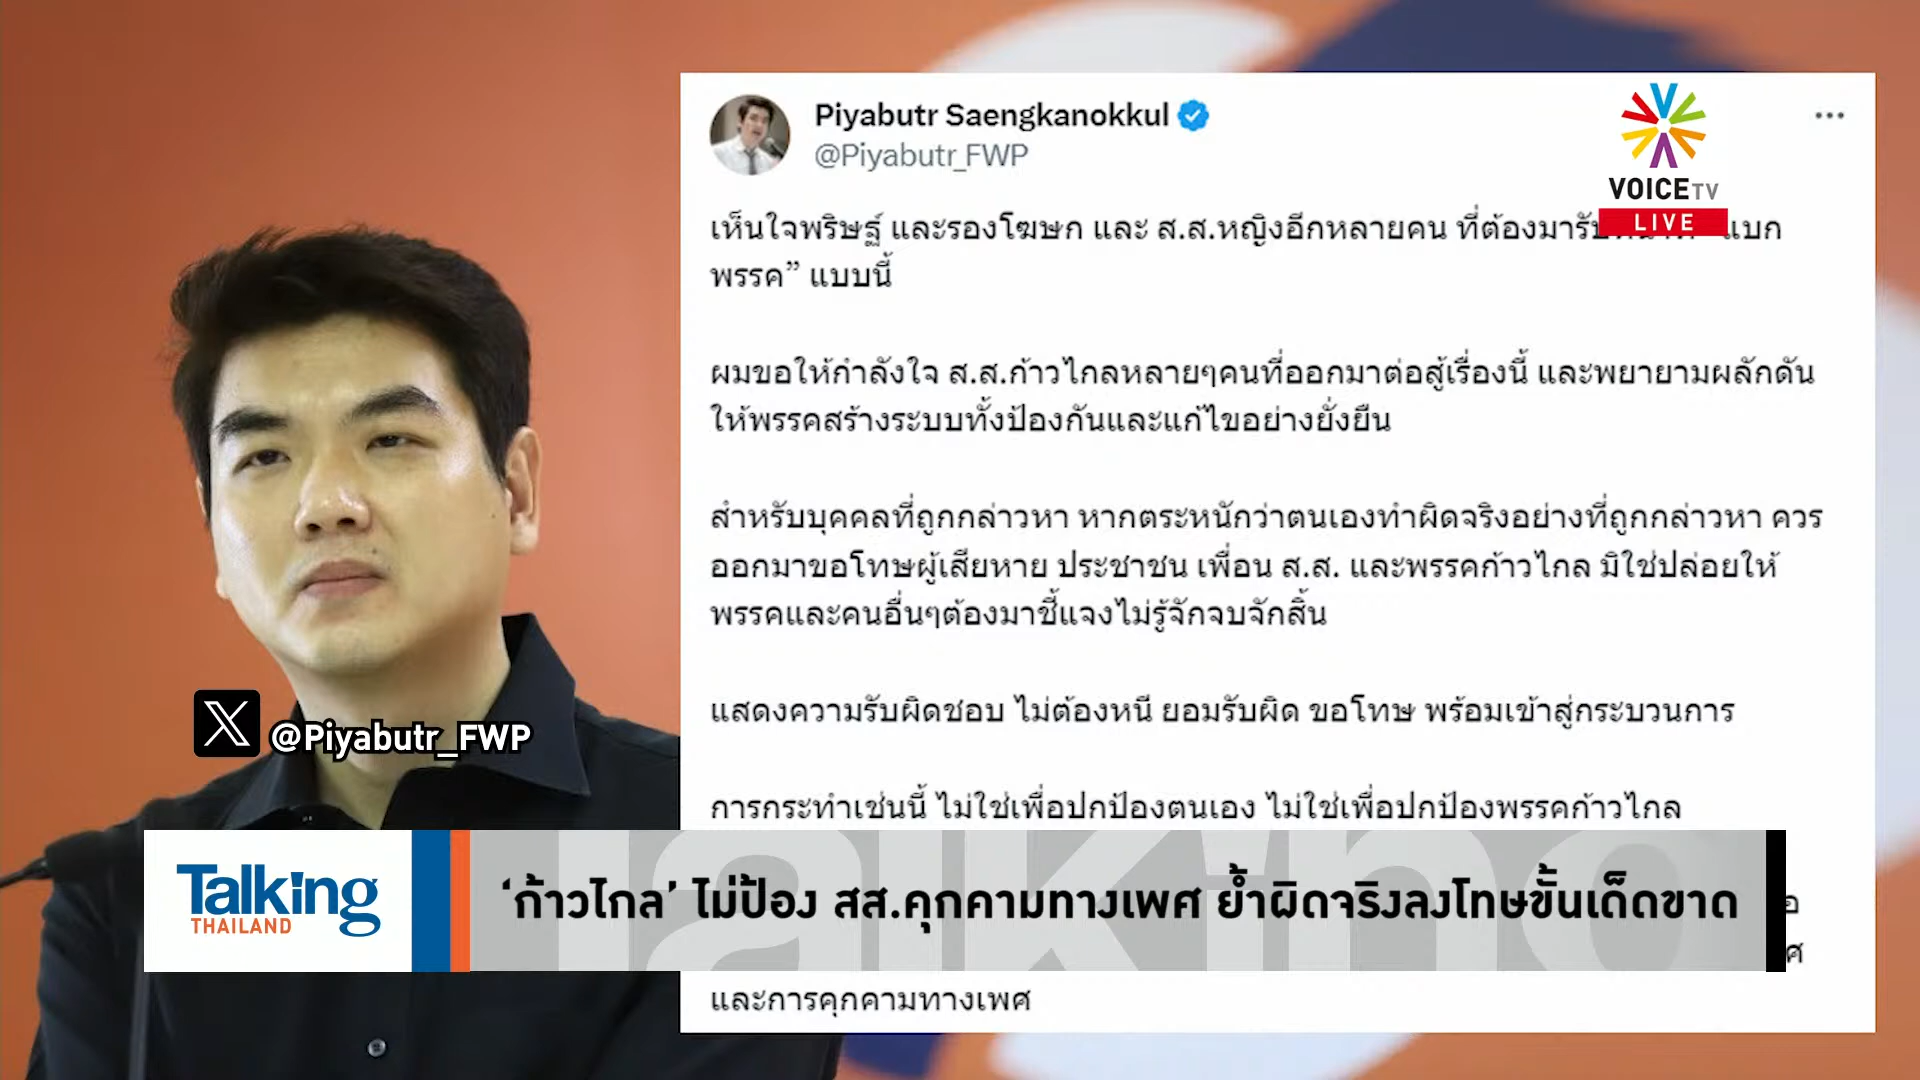 Piyabutr Saengkanokkul
@Piyabutr_FWP
VOICE TV
LIVE
เห็นใจพริษฐ์ และรองโฆษก และ ส.ส.หญิงอีกหลายคน ที่ต้องมารับ แบก
พรรค” แบบนี้
ผมขอให้กำลังใจ ส.ส.ก้าวไกลหลายๆคนที่ออกมาต่อสู้เรื่องนี้ และพยายามผลักดัน
ให้พรรคสร้างระบบทั้งป้องกันและแก้ไขอย่างยั่งยืน
สำหรับบุคคลที่ถูกกล่าวหา หากตระหนักว่าตนเองทำผิดจริงอย่างที่ถูกกล่าวหา ควร
ออกมาขอโทษผู้เสียหาย ประชาชน เพื่อน ส.ส. และพรรคก้าวไกล มิใช่ปล่อยให้
พรรคและคนอื่นๆต้องมาชี้แจงไม่รู้จักจบจักสิ้น
แสดงความรับผิดชอบ ไม่ต้องหนี ยอมรับผิด ขอโทษ พร้อมเข้าสู่กระบวนการ
การกระทำเช่นนี้ ไม่ใช่เพื่อปกป้องตนเอง ไม่ใช่เพื่อปกป้องพรรคก้าวไกล
และการคุกคามทางเพศ
@Piyabutr_FWP
Talking
THAILAND
‘ก้าวไกล’ ไม่ป้อง สส.คุกคามทางเพศ ย้ำผิดจริงลงโทษขั้นเด็ดขาด